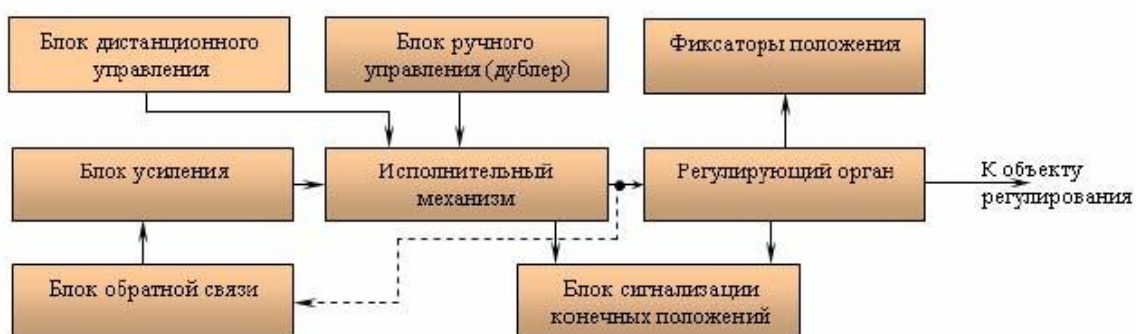 Блок дистанционного
управления
Блок ручного
управления (дублер)
Фиксаторы положения
Блок усиления
Исполнительный
механизм
Регулирующий орган
К объекту
регулирования
Блок обратной связи
Блок сигнализации
конечных положений